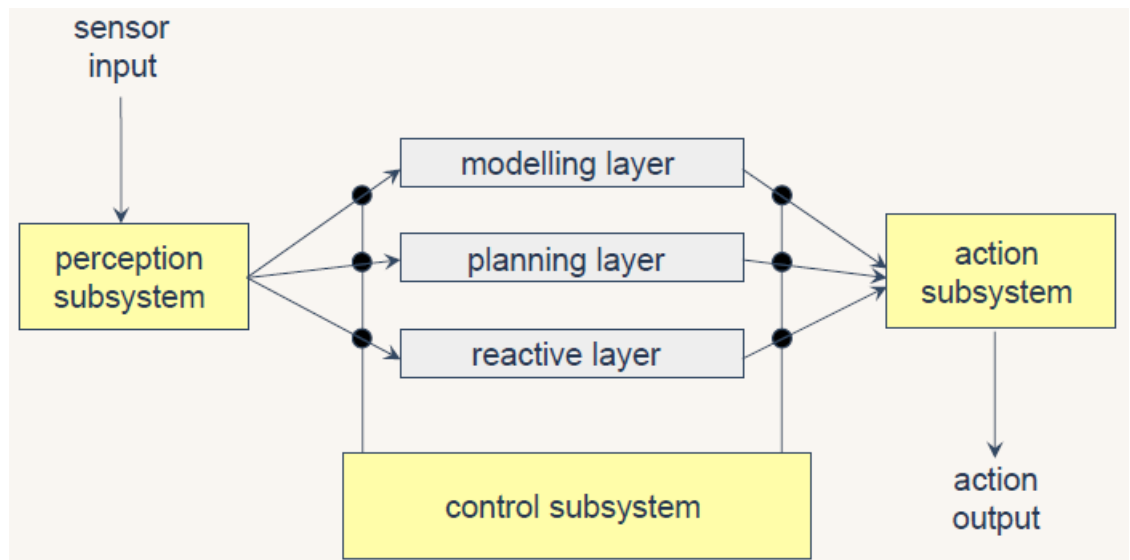 sensor
input
modelling layer
perception
subsystem
planning layer
action
subsystem
reactive layer
control subsystem
action
output